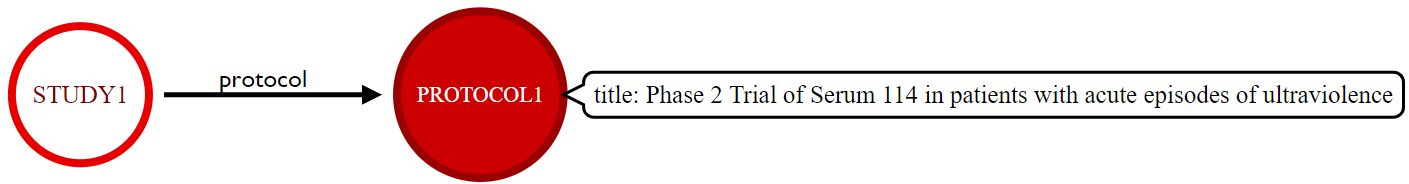 STUDY1
protocol
PROTOCOL1
title: Phase 2 Trial of Serum 114 in patients with acute episodes of ultraviolence